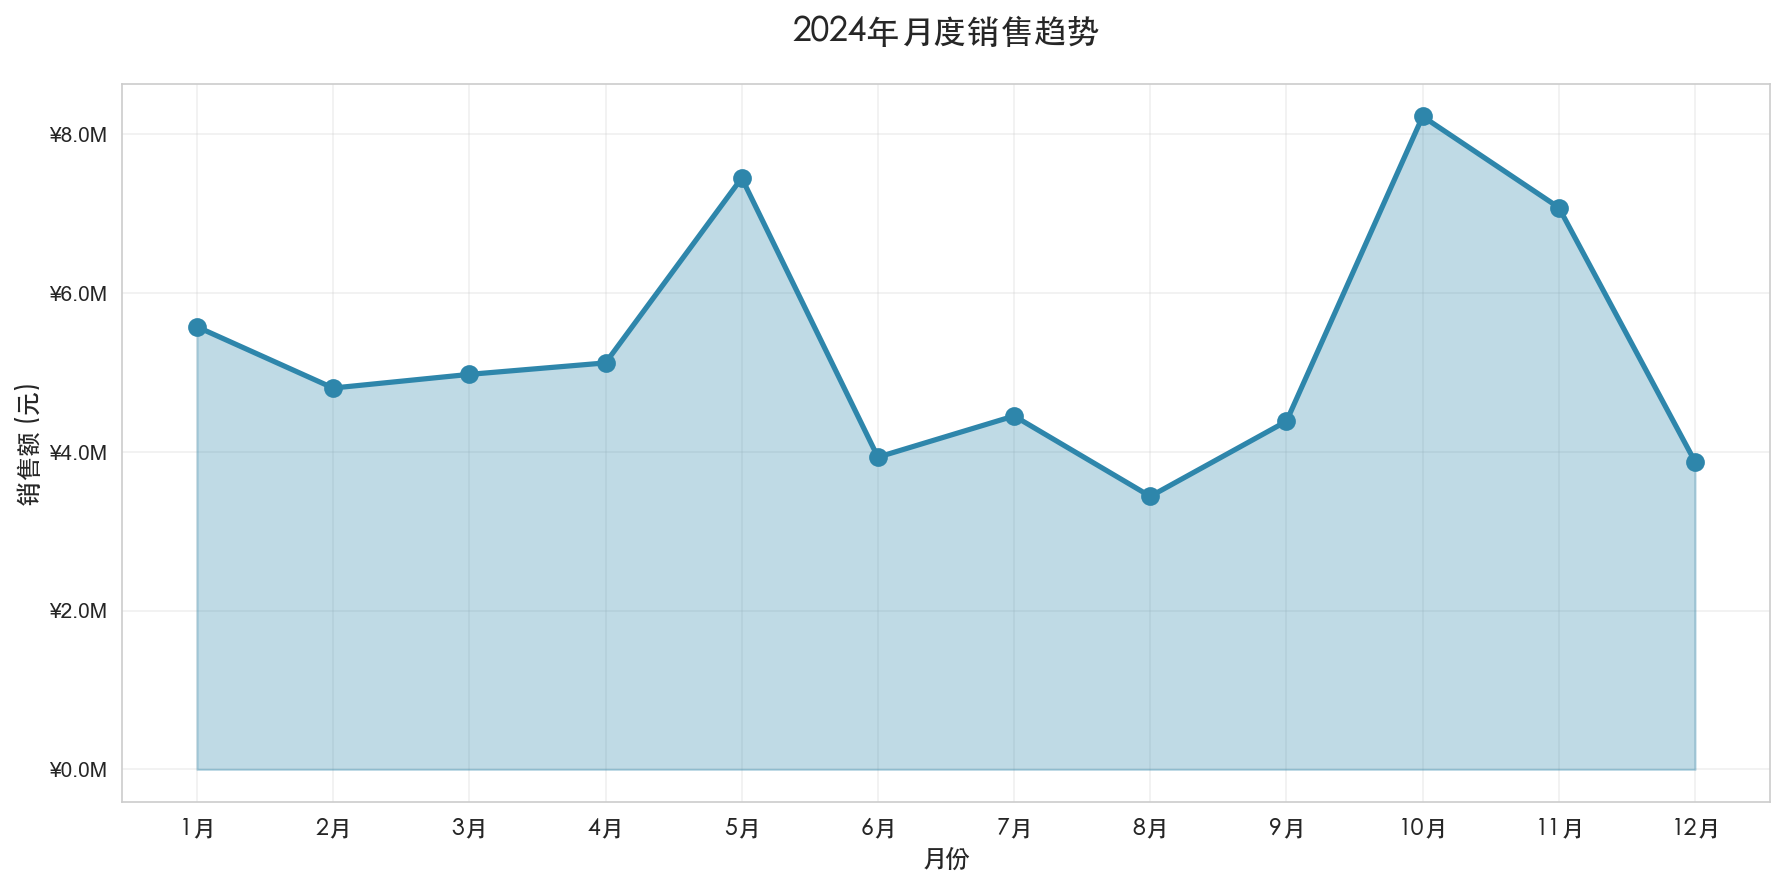 2024年月度销售趋势
¥8.0M
¥6.0M
¥4.0M
¥2.0M
¥0.0M
销售额 (元)
1月 2月 3月 4月 5月 6月 7月 8月 9月 10月 11月 12月
月份